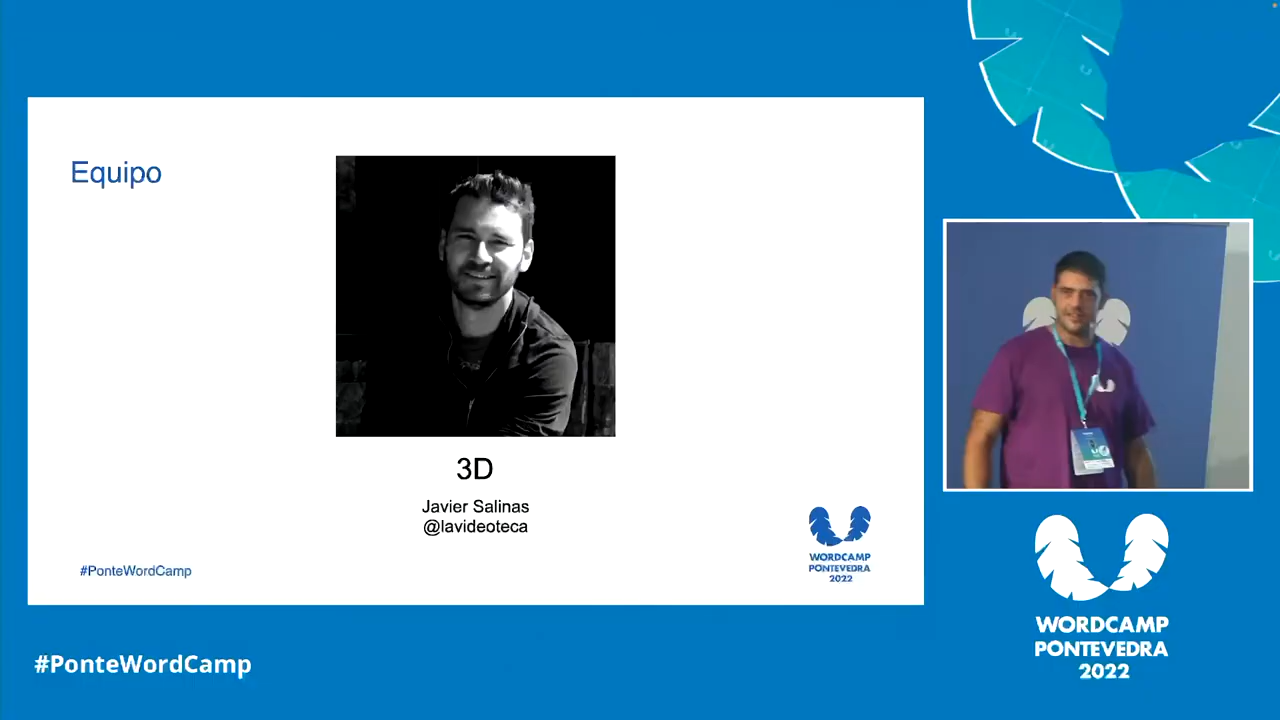 Equipo
3D
Javier Salinas
@lavideoteca
#PonteWordCamp
WORDCAMP
PONTEVEDRA
2022
#PonteWordCamp
WORDCAMP
PONTEVEDRA
2022